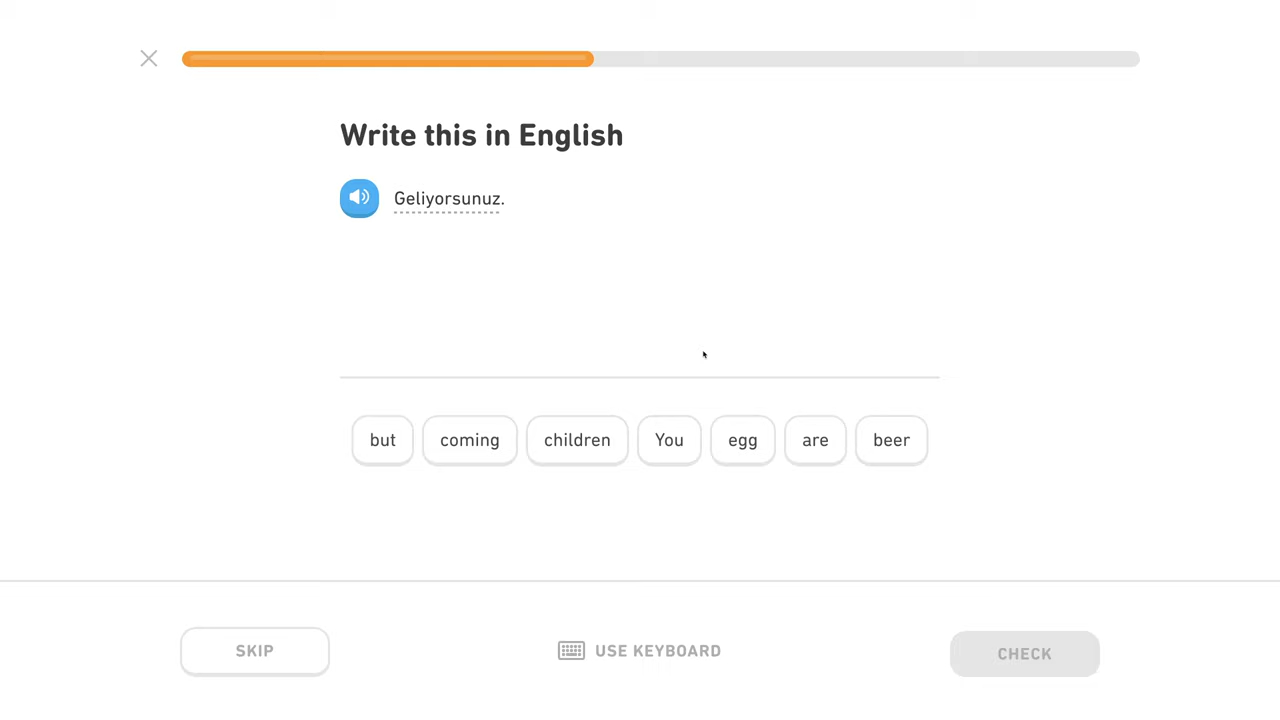 Write this in English
Geliyorsunuz.
but coming children You egg are beer
SKIP USE KEYBOARD CHECK